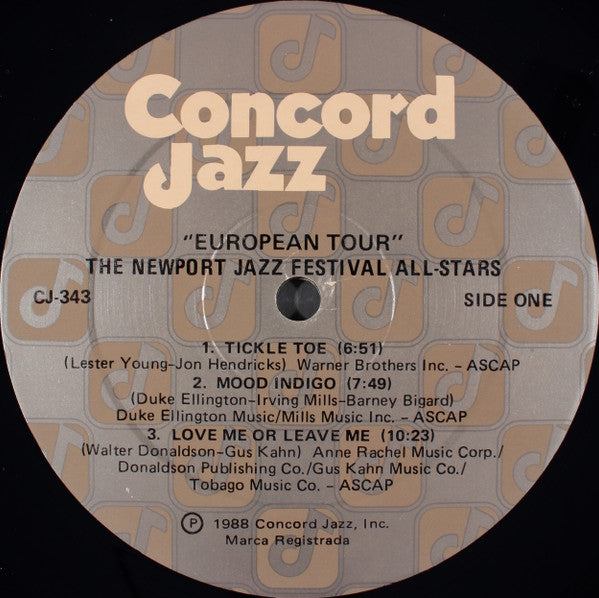 Concord
Jazz
"EUROPEAN TOUR"
THE NEWPORT JAZZ FESTIVAL ALL-STARS
CJ-343 SIDE ONE
1. TICKLE TOE (6:51)
(Lester Young-Jon Hendricks) Warner Brothers Inc. - ASCAP
2. MOOD INDIGO (7:49)
(Duke Ellington-Irving Mills-Barney Bigard)
Duke Ellington Music/Mills Music Inc. - ASCAP
3. LOVE ME OR LEAVE ME (10:23)
(Walter Donaldson-Gus Kahn) Anne Rachel Music Corp./
Donaldson Publishing Co./Gus Kahn Music Co./
Tobago Music Co. - ASCAP
℗ 1988 Concord Jazz, Inc.
Marca Registrada